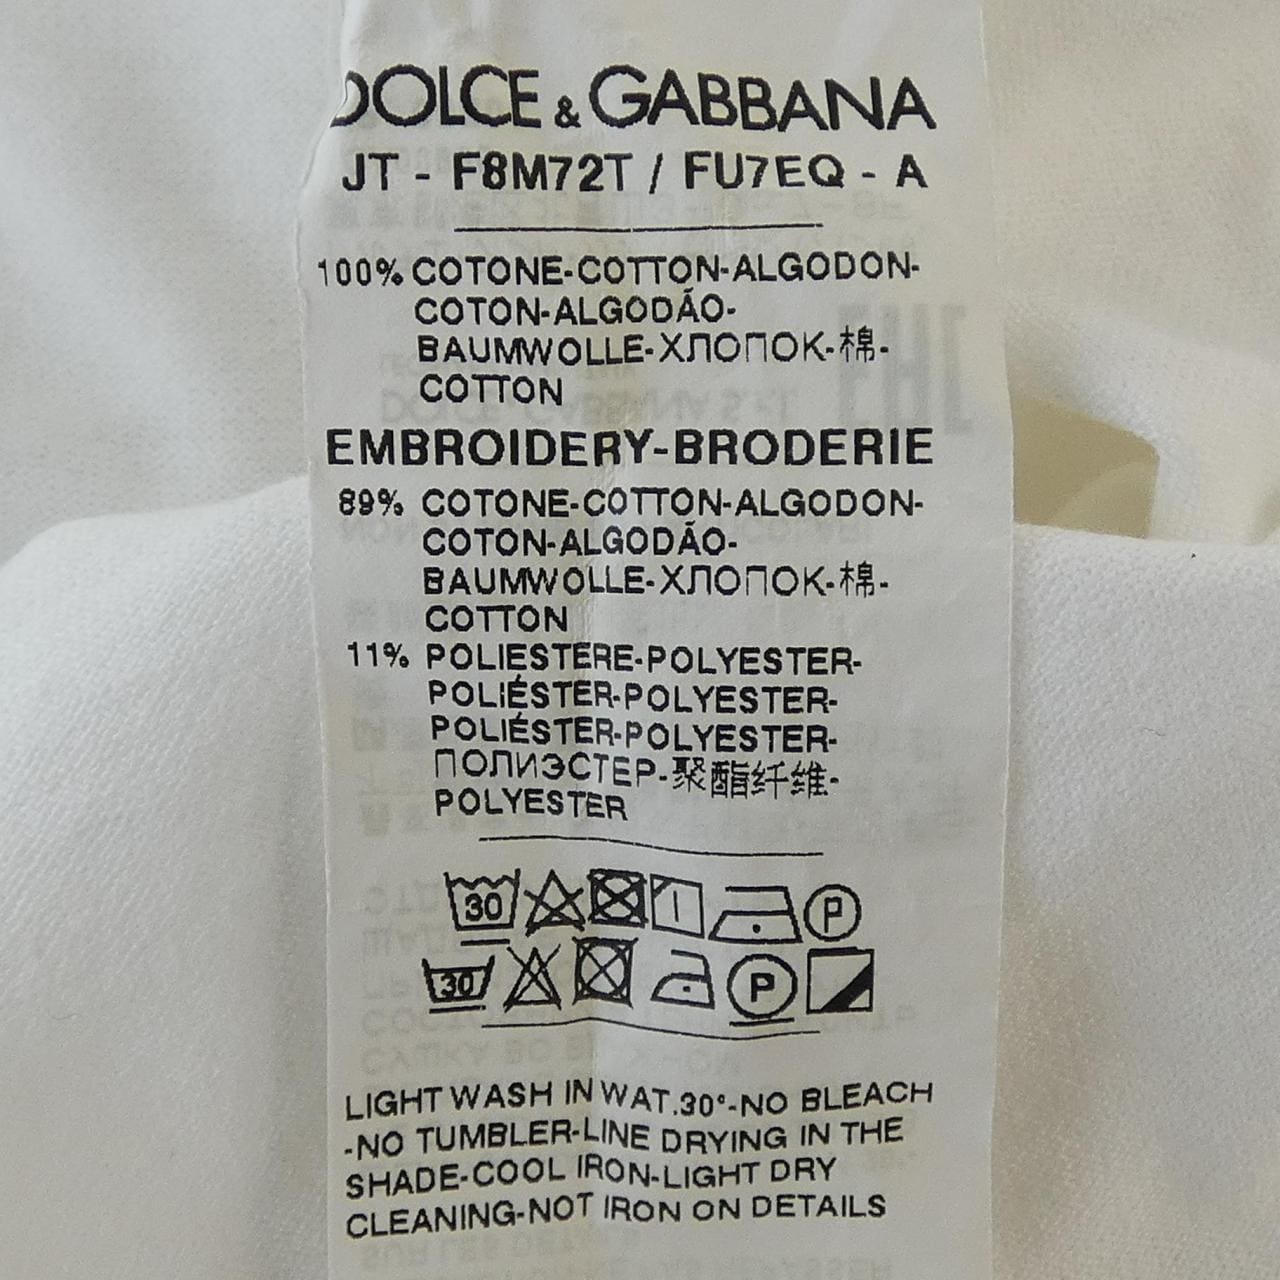 DOLCE & GABBANA
JT - F8M72T / FU7EQ - A
100% COTONE-COTTON-ALGODON-
COTON-ALGODÃO-
BAUMWOLLE-ХЛОПОК-棉-
COTTON
EMBROIDERY-BRODERIE
89% COTONE-COTTON-ALGODON-
COTON-ALGODÃO-
BAUMWOLLE-ХЛОПОК-棉-
COTTON
11% POLIESTERE-POLYESTER-
POLIÉSTER-POLYESTER-
POLIÉSTER-POLYESTER-
ПОЛИЭСТЕР-聚酯纤维-
POLYESTER
30 P
30 P
LIGHT WASH IN WAT.30°-NO BLEACH
-NO TUMBLER-LINE DRYING IN THE
SHADE-COOL IRON-LIGHT DRY
CLEANING-NOT IRON ON DETAILS